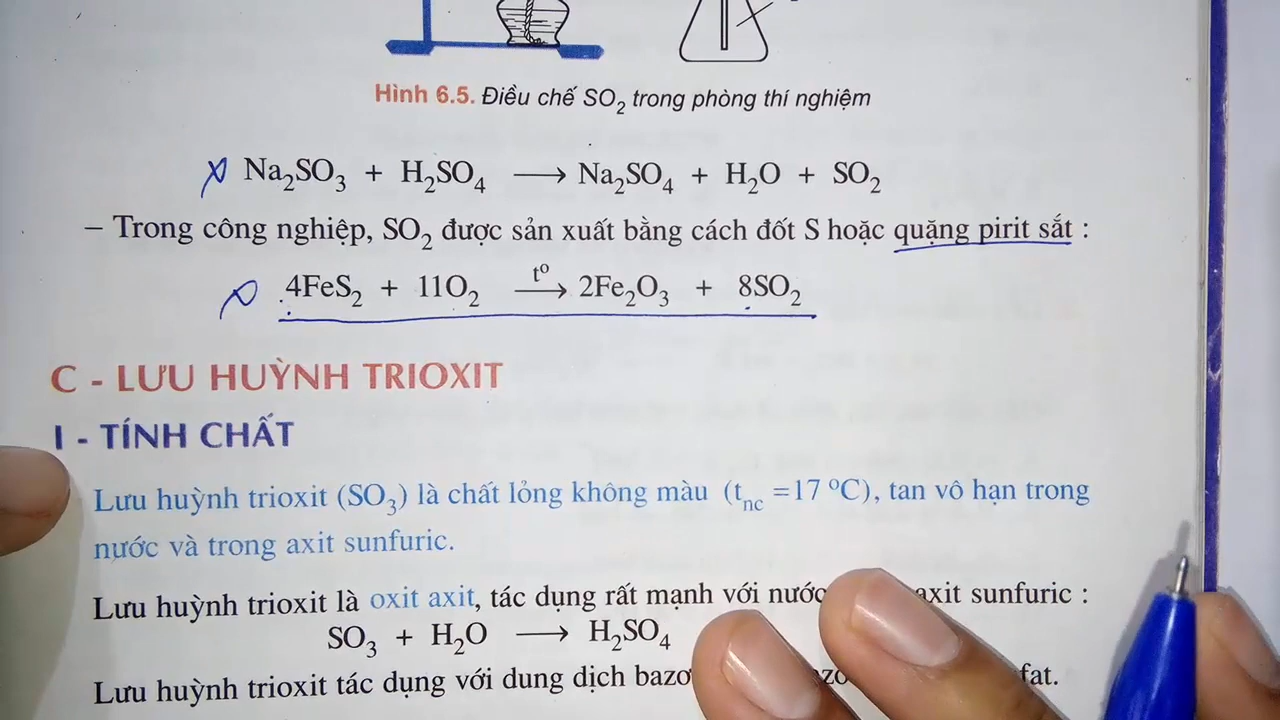 Hình 6.5. Điều chế SO₂ trong phòng thí nghiệm
Na₂SO₃ + H₂SO₄ ⟶ Na₂SO₄ + H₂O + SO₂
– Trong công nghiệp, SO₂ được sản xuất bằng cách đốt S hoặc quặng pirit sắt :
4FeS₂ + 11O₂ ⟶ tº 2Fe₂O₃ + 8SO₂
C - LƯU HUỲNH TRIOXIT
I - TÍNH CHẤT
Lưu huỳnh trioxit (SO₃) là chất lỏng không màu (tnc =17 ºC), tan vô hạn trong
nước và trong axit sunfuric.
Lưu huỳnh trioxit là oxit axit, tác dụng rất mạnh với nước axit sunfuric :
SO₃ + H₂O ⟶ H₂SO₄
Lưu huỳnh trioxit tác dụng với dung dịch bazơ